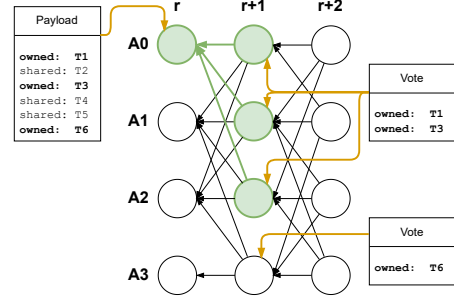 Payload
owned: T1
shared: T2
owned: T3
shared: T4
shared: T5
owned: T6
r r+1 r+2
A0
A1
A2
A3
Vote
owned: T1
owned: T3
Vote
owned: T6